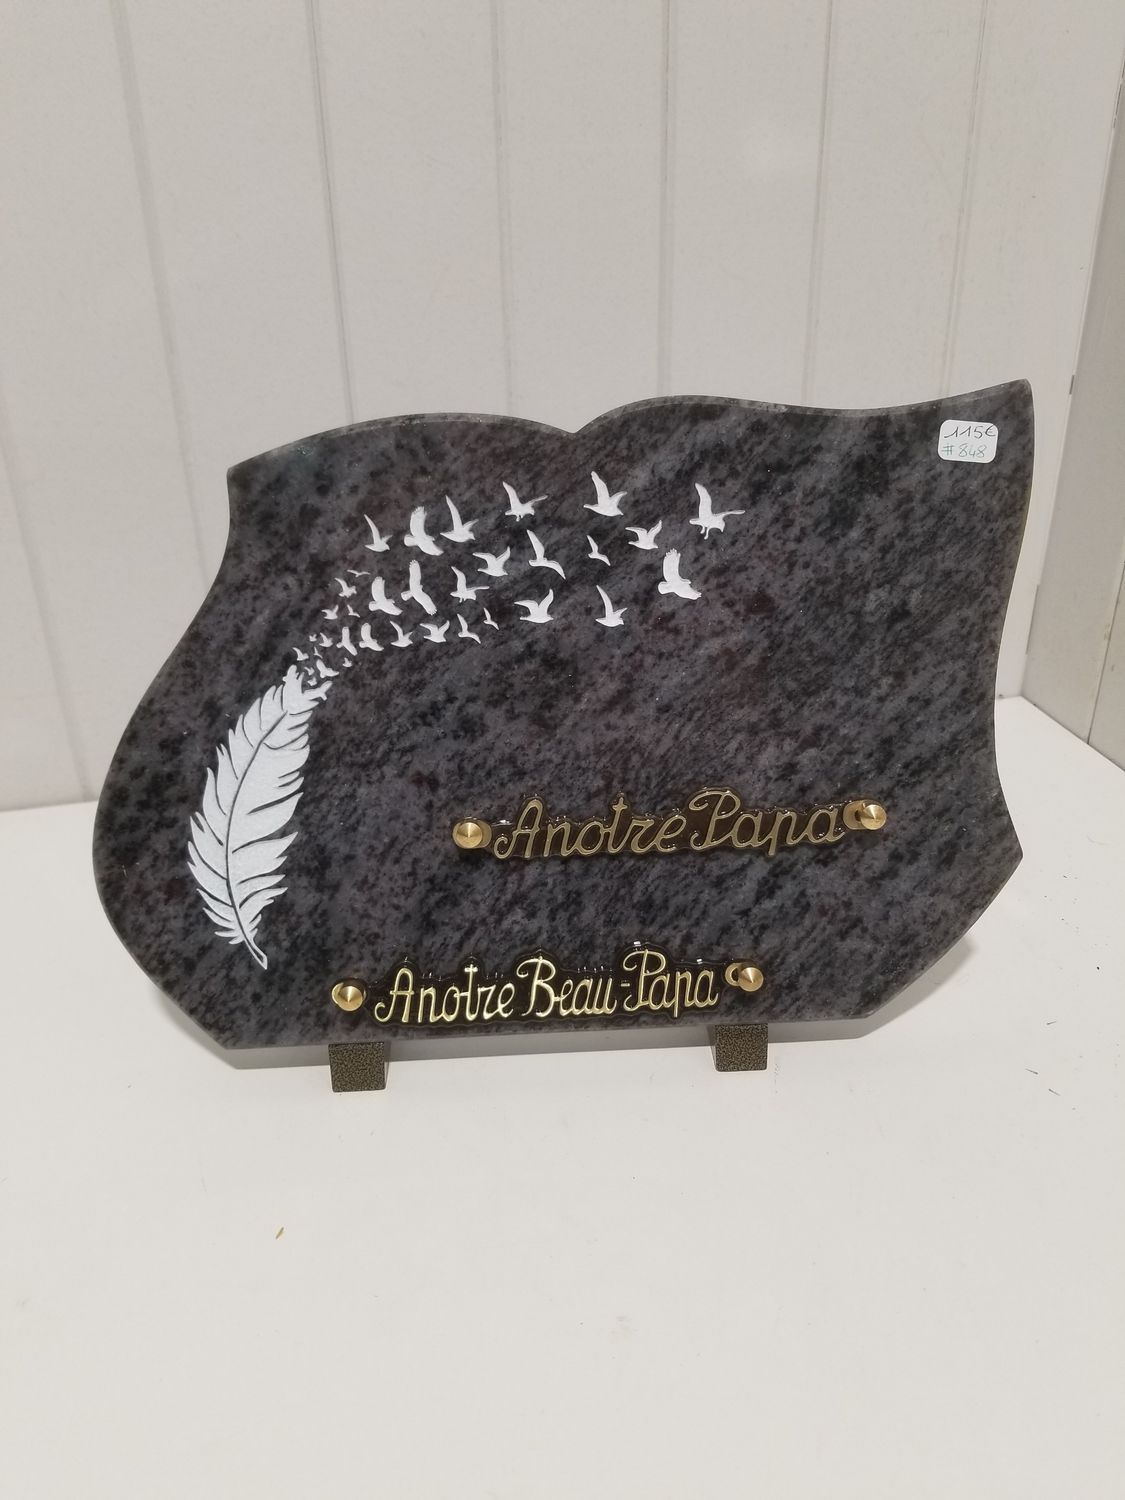 115€
#848
A notre Papa
A notre Beau-Papa